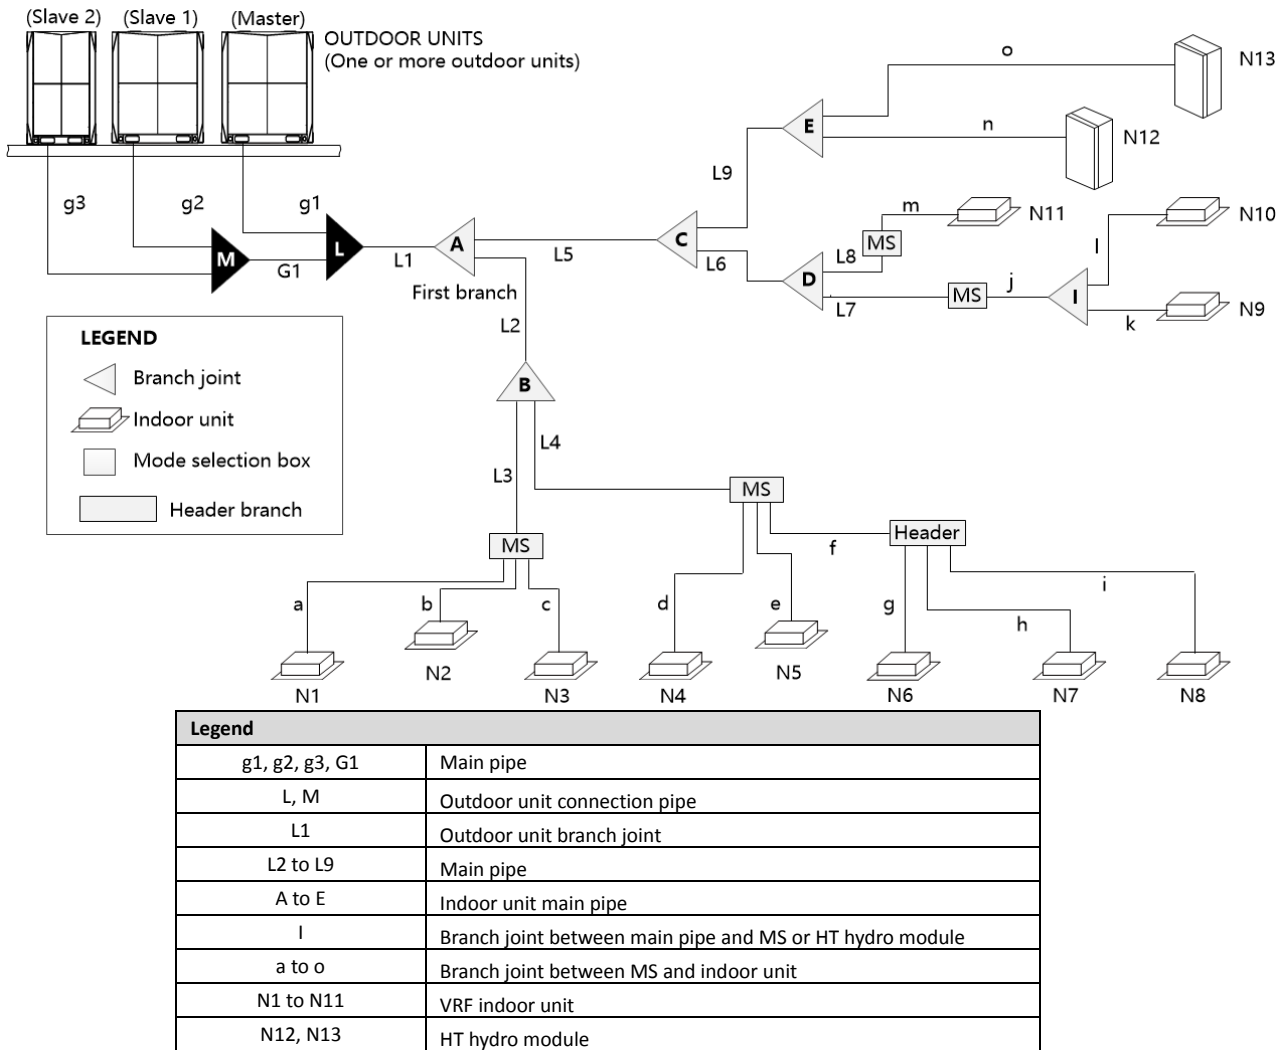 (Slave 2) (Slave 1) (Master)
OUTDOOR UNITS
(One or more outdoor units)
o
N13
E
n
N12
L9
g3
g2
g1
m
N11
N10
A
C
MS
l
M
L
L1
L5
L6
L8
G1
D
First branch
MS
j
I
L7
k
N9
L2
LEGEND
Branch joint
Indoor unit
Mode selection box
Header branch
B
L4
L3
MS
Header
f
MS
a
b
c
d
e
g
h
i
N1
N2
N3
N4
N5
N6
N7
N8
Legend
g1, g2, g3, G1 Main pipe
L, M Outdoor unit connection pipe
L1 Outdoor unit branch joint
L2 to L9 Main pipe
A to E Indoor unit main pipe
I Branch joint between main pipe and MS or HT hydro module
a to o Branch joint between MS and indoor unit
N1 to N11 VRF indoor unit
N12, N13 HT hydro module